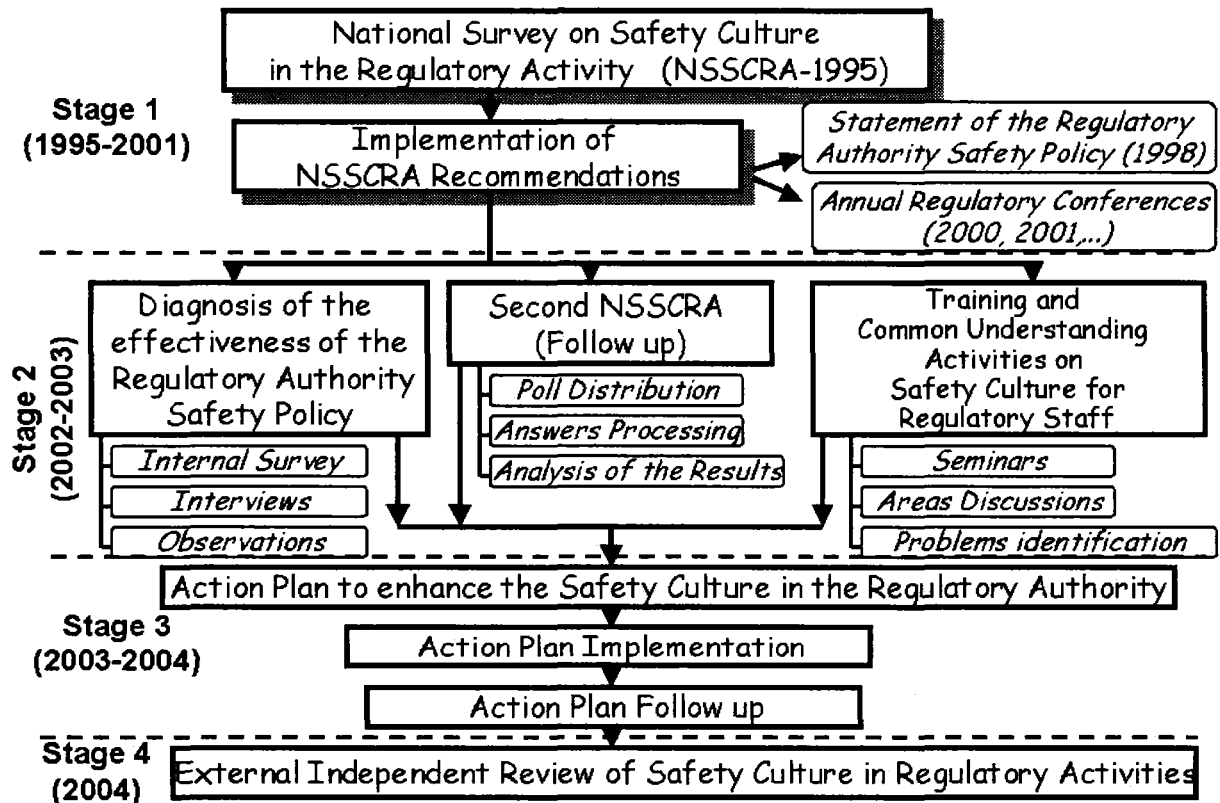 National Survey on Safety Culture
in the Regulatory Activity (NSSCRA-1995)
Stage 1
(1995-2001)
Implementation of
NSSCRA Recommendations
Statement of the Regulatory
Authority Safety Policy (1998)
Annual Regulatory Conferences
(2000, 2001,...)
Stage 2
(2002-2003)
Diagnosis of the
effectiveness of the
Regulatory Authority
Safety Policy
Internal Survey
Interviews
Observations
Second NSSCRA
(Follow up)
Poll Distribution
Answers Processing
Analysis of the Results
Training and
Common Understanding
Activities on
Safety Culture for
Regulatory Staff
Seminars
Areas Discussions
Problems identification
Action Plan to enhance the Safety Culture in the Regulatory Authority
Stage 3
(2003-2004)
Action Plan Implementation
Action Plan Follow up
Stage 4
(2004)
External Independent Review of Safety Culture in Regulatory Activities